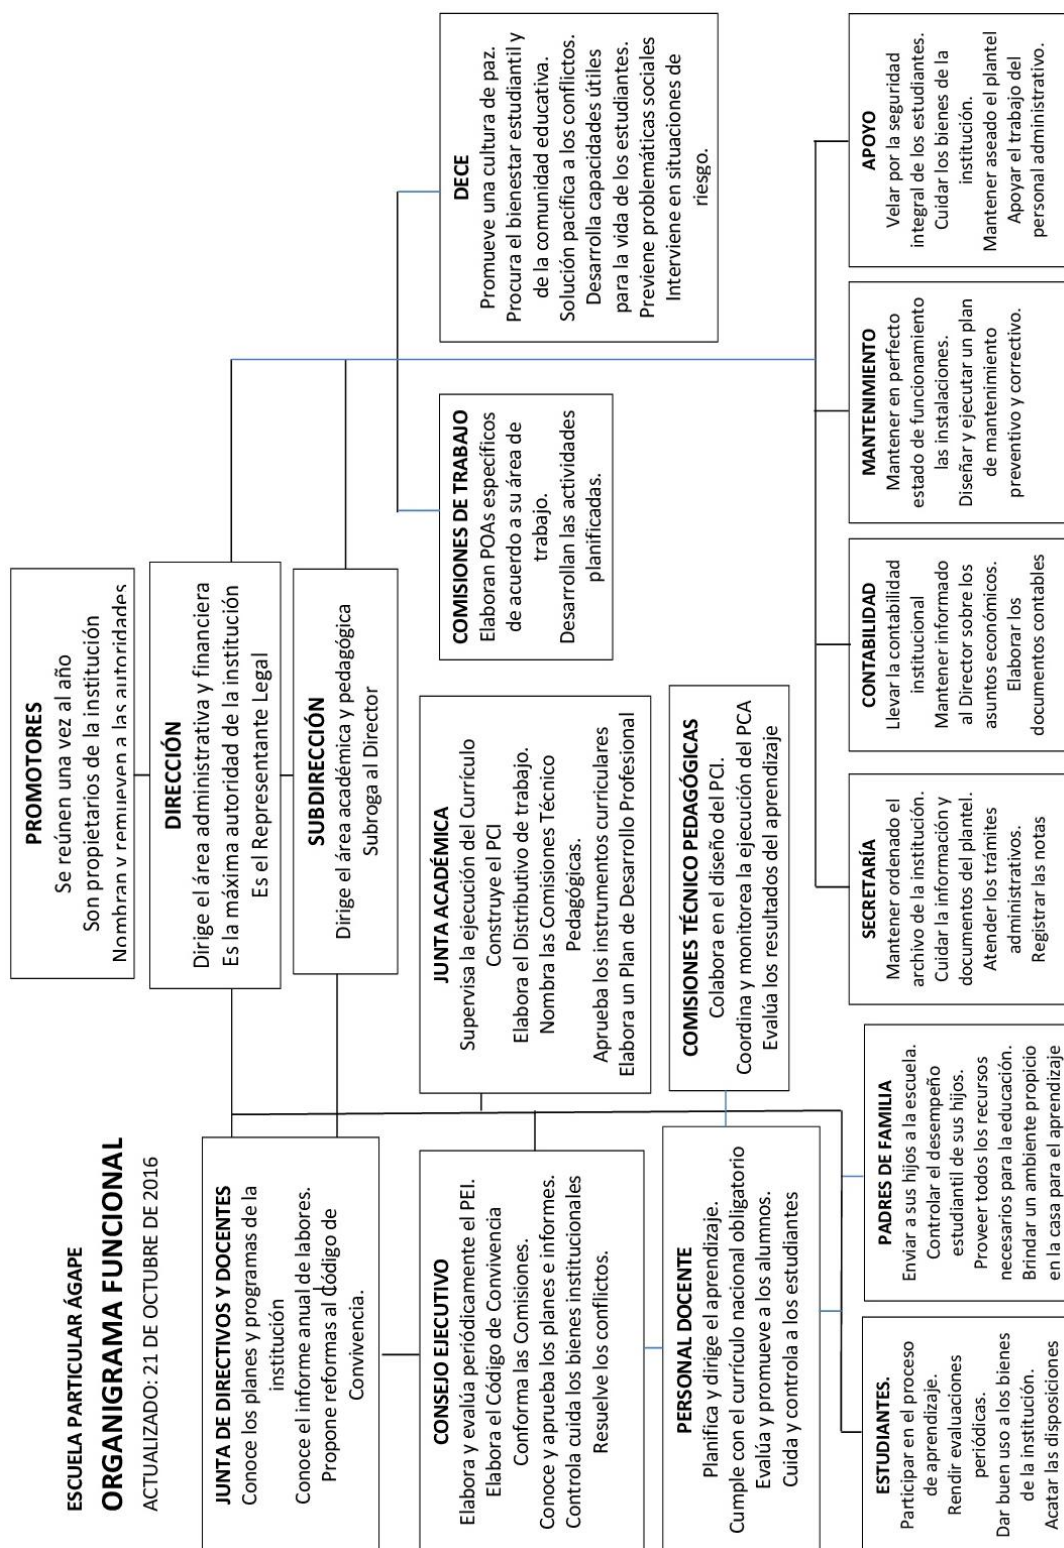 ESCUELA PARTICULAR ÁGAPE
ORGANIGRAMA FUNCIONAL
ACTUALIZADO: 21 DE OCTUBRE DE 2016
PROMOTORES
Se reúnen una vez al año
Son propietarios de la institución
Nombran y remueven a las autoridades
DIRECCIÓN
Dirige el área administrativa y financiera
Es la máxima autoridad de la institución
Es el Representante Legal
SUBDIRECCIÓN
Dirige el área académica y pedagógica
Subroga al Director
JUNTA DE DIRECTIVOS Y DOCENTES
Conoce los planes y programas de la
institución
Conoce el informe anual de labores.
Propone reformas al Código de
Convivencia.
CONSEJO EJECUTIVO
Elabora y evalúa periódicamente el PEI.
Elabora el Código de Convivencia
Conforma las Comisiones.
Conoce y aprueba los planes e informes.
Controla cuida los bienes institucionales
Resuelve los conflictos.
JUNTA ACADÉMICA
Supervisa la ejecución del Currículo
Construye el PCI
Elabora el Distributivo de trabajo.
Nombra las Comisiones Técnico
Pedagógicas.
Aprueba los instrumentos curriculares
Elabora un Plan de Desarrollo Profesional
COMISIONES DE TRABAJO
Elaboran POAs específicos
de acuerdo a su área de
trabajo.
Desarrollan las actividades
planificadas.
DECE
Promueve una cultura de paz.
Procura el bienestar estudiantil y
de la comunidad educativa.
Solución pacífica a los conflictos.
Desarrolla capacidades útiles
para la vida de los estudiantes.
Previene problemáticas sociales
Interviene en situaciones de
riesgo.
PERSONAL DOCENTE
Planifica y dirige el aprendizaje.
Cumple con el currículo nacional obligatorio
Evalúa y promueve a los alumnos.
Cuida y controla a los estudiantes
COMISIONES TÉCNICO PEDAGÓGICAS
Colabora en el diseño del PCI.
Coordina y monitorea la ejecución del PCA
Evalúa los resultados del aprendizaje
ESTUDIANTES.
Participar en el proceso
de aprendizaje.
Rendir evaluaciones
periódicas.
Dar buen uso a los bienes
de la institución.
Acatar las disposiciones
PADRES DE FAMILIA
Enviar a sus hijos a la escuela.
Controlar el desempeño
estudiantil de sus hijos.
Proveer todos los recursos
necesarios para la educación.
Brindar un ambiente propicio
en la casa para el aprendizaje
SECRETARÍA
Mantener ordenado el
archivo de la institución.
Cuidar la información y
documentos del plantel.
Atender los trámites
administrativos.
Registrar las notas
CONTABILIDAD
Llevar la contabilidad
institucional
Mantener informado
al Director sobre los
asuntos económicos.
Elaborar los
documentos contables
MANTENIMIENTO
Mantener en perfecto
estado de funcionamiento
las instalaciones.
Diseñar y ejecutar un plan
de mantenimiento
preventivo y correctivo.
APOYO
Velar por la seguridad
integral de los estudiantes.
Cuidar los bienes de la
institución.
Mantener aseado el plantel
Apoyar el trabajo del
personal administrativo.